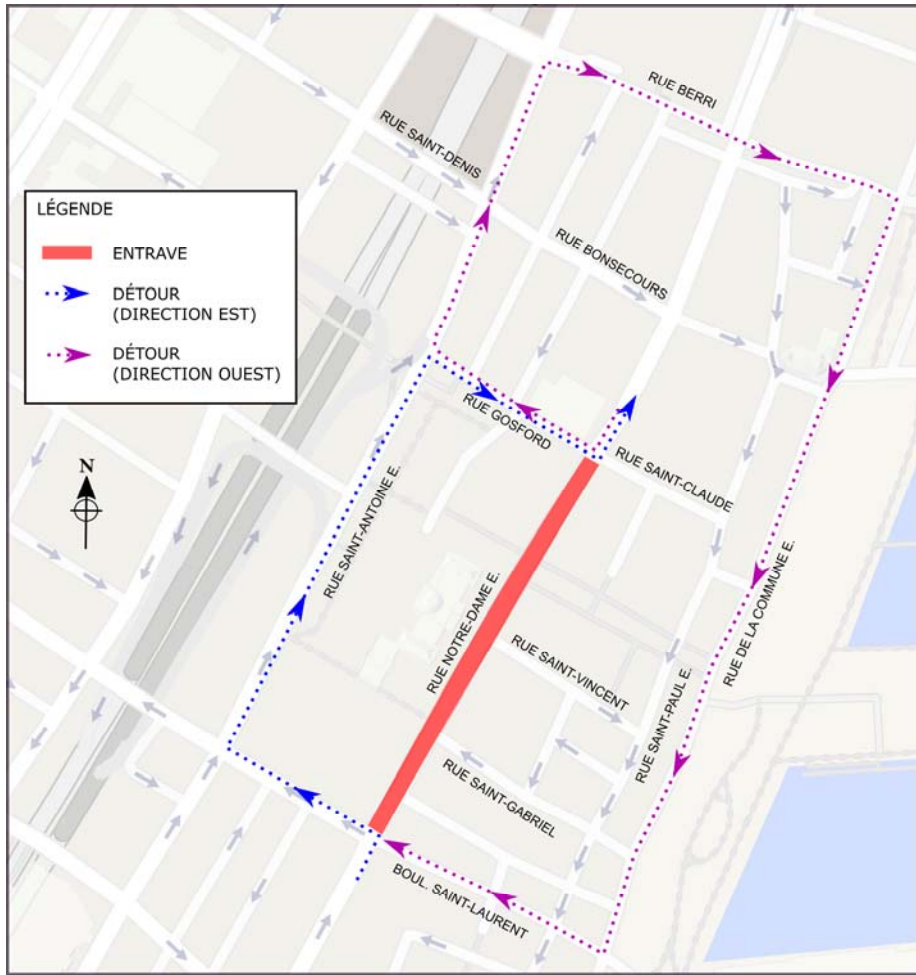 RUE BERRI
RUE SAINT-DENIS
RUE BONSECOURS
LÉGENDE
ENTRAVE
DÉTOUR
(DIRECTION EST)
DÉTOUR
(DIRECTION OUEST)
RUE GOSFORD
RUE SAINT-CLAUDE
N
RUE SAINT-ANTOINE E.
RUE NOTRE-DAME E.
RUE DE LA COMMUNE E.
RUE SAINT-VINCENT
RUE SAINT-PAUL E.
RUE SAINT-GABRIEL
BOUL. SAINT-LAURENT